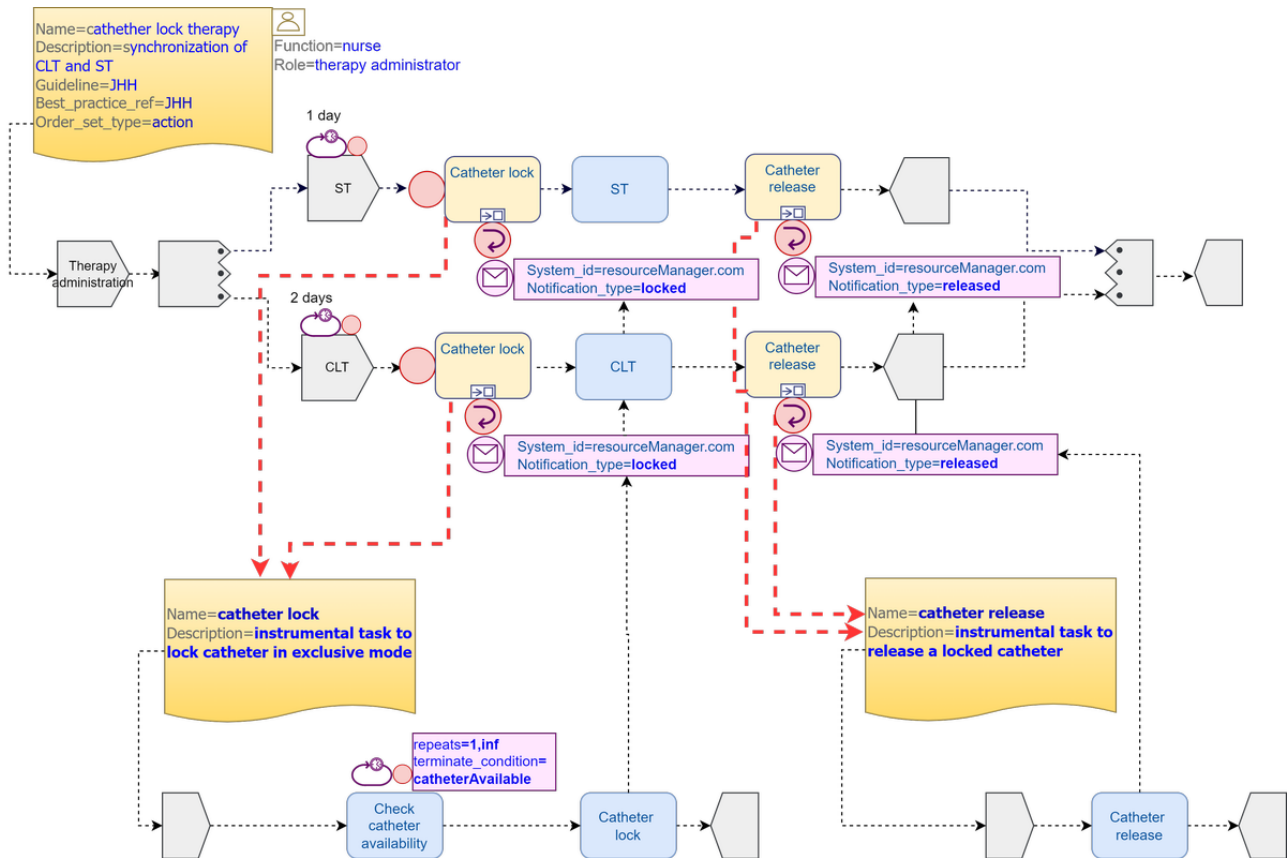 Name=cathether lock therapy
Description=synchronization of
CLT and ST
Guideline=JHH
Best_practice_ref=JHH
Order_set_type=action
Function=nurse
Role=therapy administrator
1 day
ST
Catheter lock
ST
Catheter
release
System_id=resourceManager.com
Notification_type=locked
System_id=resourceManager.com
Notification_type=released
Therapy
administration
2 days
CLT
Catheter lock
CLT
Catheter
release
System_id=resourceManager.com
Notification_type=locked
System_id=resourceManager.com
Notification_type=released
Name=catheter lock
Description=instrumental task to
lock catheter in exclusive mode
Name=catheter release
Description=instrumental task to
release a locked catheter
repeats=1,inf
terminate_condition=
catheterAvailable
Check
catheter
availability
Catheter
lock
Catheter
release